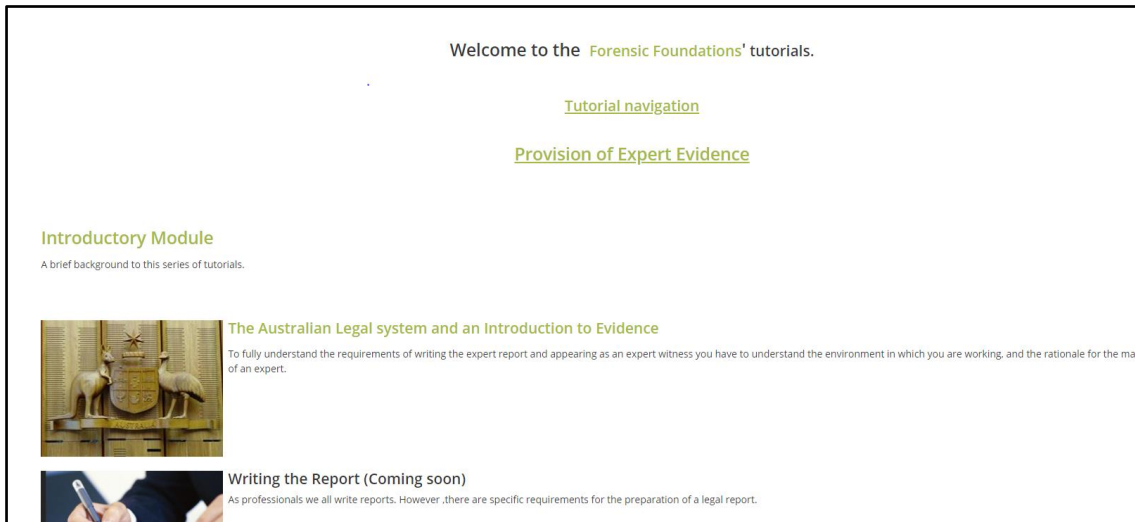 Welcome to the Forensic Foundations' tutorials.
Tutorial navigation
Provision of Expert Evidence
Introductory Module
A brief background to this series of tutorials.
The Australian Legal system and an Introduction to Evidence
To fully understand the requirements of writing the expert report and appearing as an expert witness you have to understand the environment in which you are working, and the rationale for the
of an expert.
AUSTRALIA
Writing the Report (Coming soon)
As professionals we all write reports. However ,there are specific requirements for the preparation of a legal report.